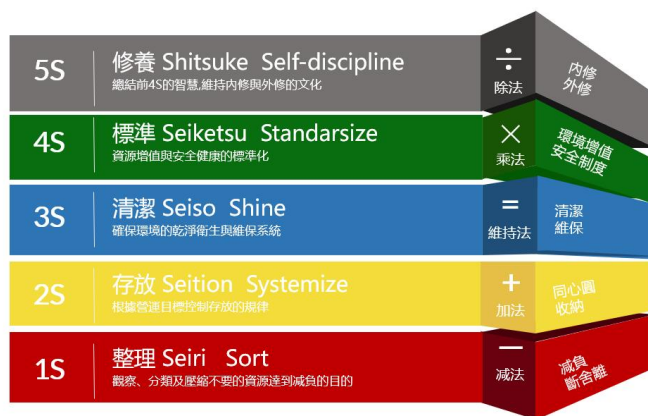 5S
修養 Shitsuke Self-discipline
總結前4S的智慧,維持內修與外修的文化
÷
除法
內修
外修
4S
標準 Seiketsu Standarsize
資源增值與安全健康的標準化
×
乘法
環境增值
安全制度
3S
清潔 Seiso Shine
確保環境的乾淨衛生與維保系統
=
維持法
清潔
維保
2S
存放 Seition Systemize
根據營運目標控制存放的規律
+
加法
同心圓
收納
1S
整理 Seiri Sort
觀察、分類及壓縮不要的資源達到減負的目的
−
減法
減負
斷舍離